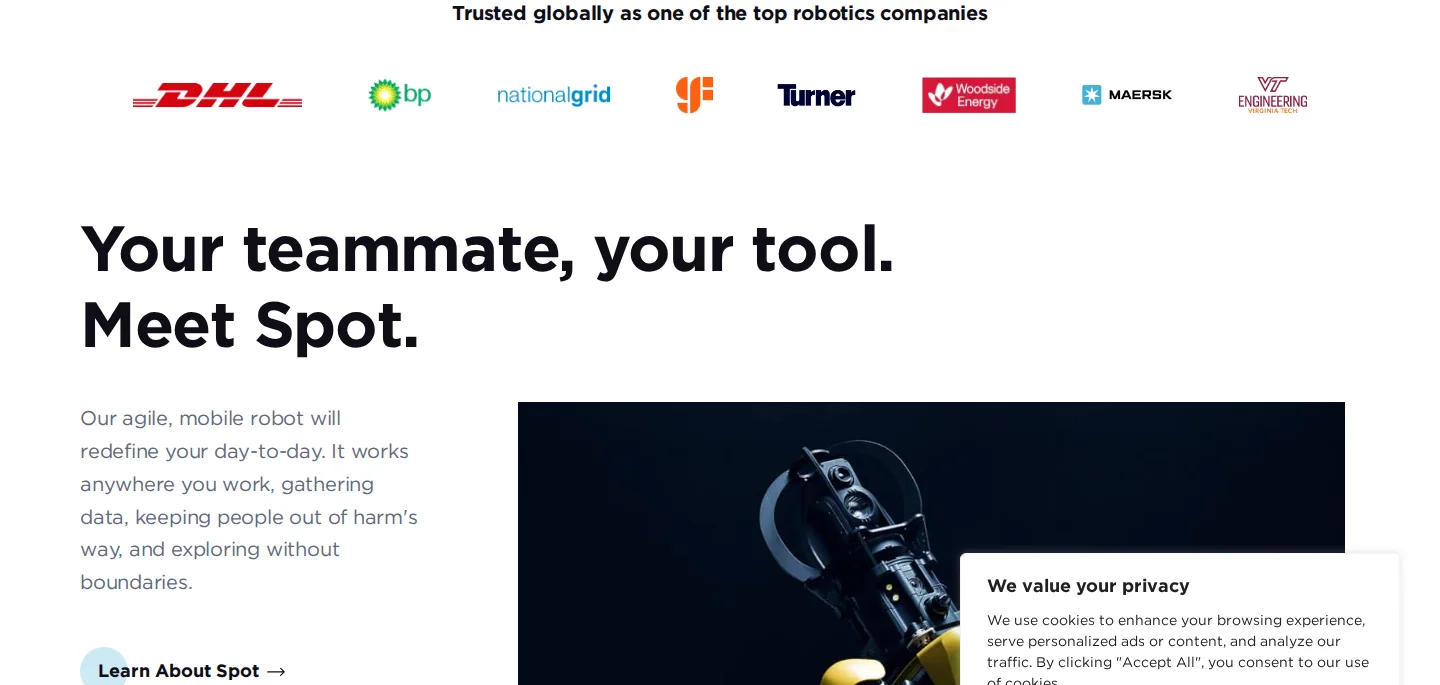 Trusted globally as one of the top robotics companies
DHL
bp
nationalgrid
gf
Turner
Woodside
Energy
MAERSK
VT
ENGINEERING
VIRGINIA TECH
Your teammate, your tool.
Meet Spot.
Our agile, mobile robot will
redefine your day-to-day. It works
anywhere you work, gathering
data, keeping people out of harm's
way, and exploring without
boundaries.
Learn About Spot →
We value your privacy
We use cookies to enhance your browsing experience,
serve personalized ads or content, and analyze our
traffic. By clicking "Accept All", you consent to our use
of cookies.